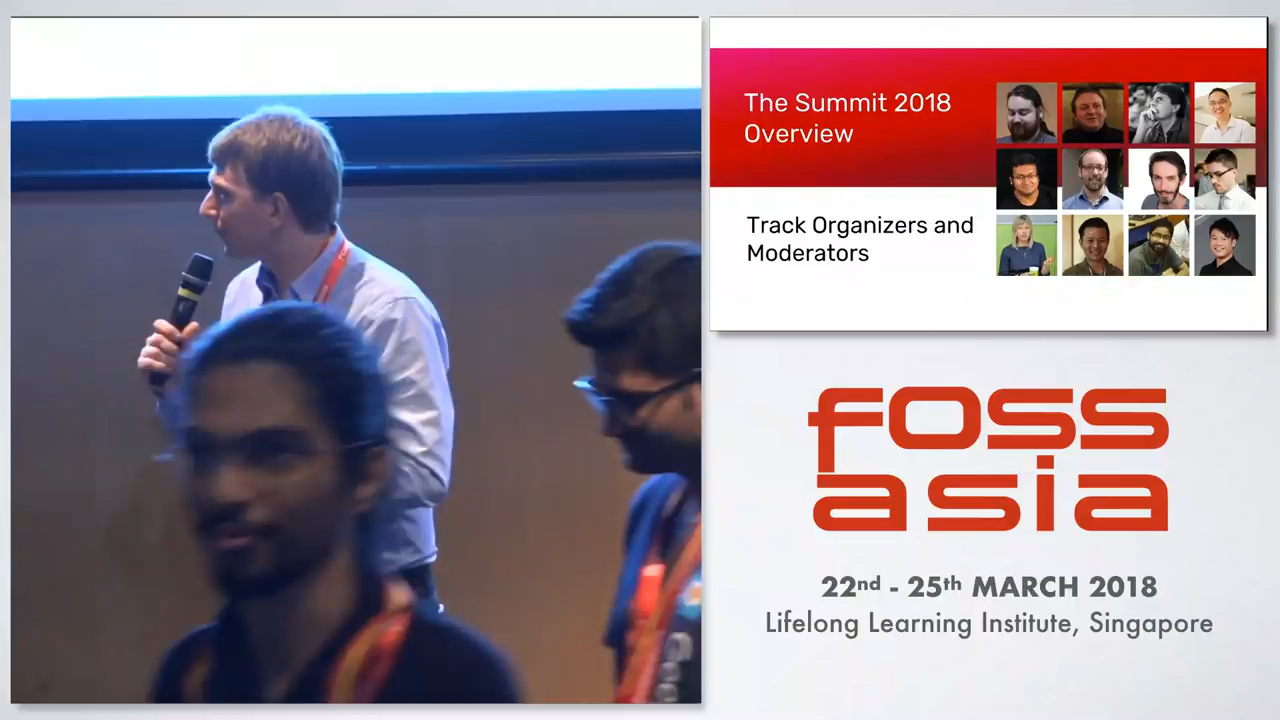 The Summit 2018
Overview
Track Organizers and
Moderators
foss
asia
22nd - 25th MARCH 2018
Lifelong Learning Institute, Singapore